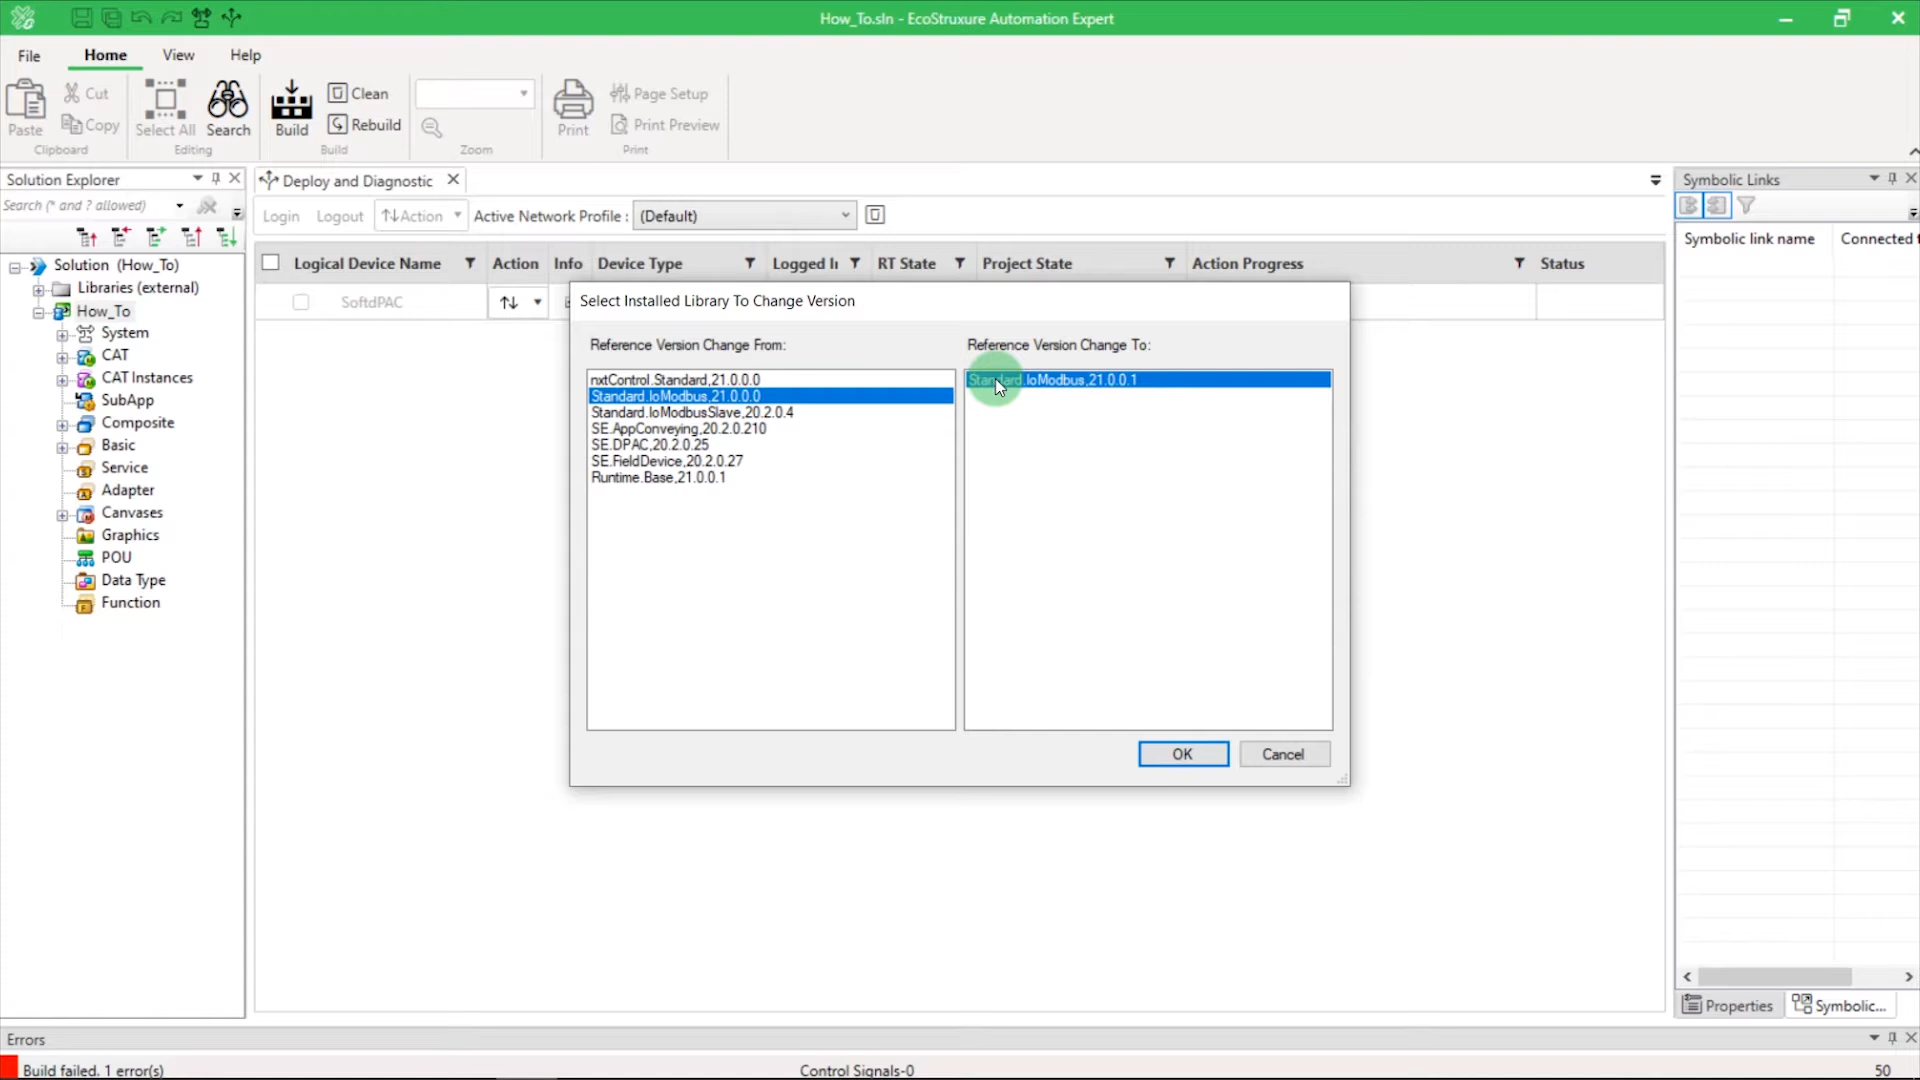 How_To.sln - EcoStruxure Automation Expert
File Home View Help
Paste Cut Copy Clipboard
Select All Search Editing
Build Clean Rebuild Build
Zoom
Print Page Setup Print Preview Print
Solution Explorer
Search (* and ? allowed)
Solution (How_To)
Libraries (external)
How_To
System
CAT
CAT Instances
SubApp
Composite
Basic
Service
Adapter
Canvases
Graphics
POU
Data Type
Function
Deploy and Diagnostic
Login Logout Action Active Network Profile : (Default)
Logical Device Name Action Info Device Type Logged In RT State Project State Action Progress Status
SoftdPAC
Select Installed Library To Change Version
Reference Version Change From:
nxtControl.Standard,21.0.0.0
Standard.IoModbus,21.0.0.0
Standard.IoModbusSlave,20.2.0.4
SE.AppConveying,20.2.0.210
SE.DPAC,20.2.0.25
SE.FieldDevice,20.2.0.27
Runtime.Base,21.0.0.1
Reference Version Change To:
Standard.IoModbus,21.0.0.1
OK Cancel
Symbolic Links
Symbolic link name Connected t
Properties Symbolic...
Errors
Build failed. 1 error(s) Control Signals-0 50